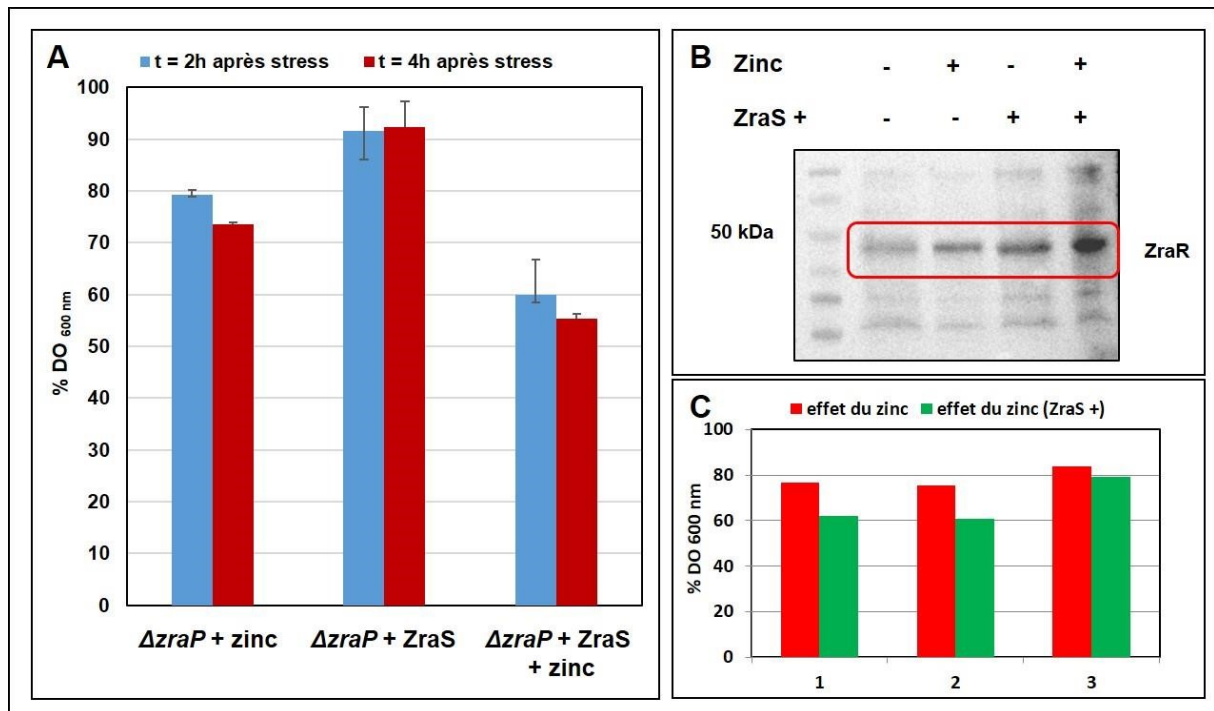 A
t = 2h après stress
t = 4h après stress
100
90
80
70
60
50
40
30
20
10
0
% DO 600 nm
ΔzraP + zinc
ΔzraP + ZraS
ΔzraP + ZraS
+ zinc
B
Zinc - + - +
ZraS + - - + +
50 kDa
ZraR
C
effet du zinc
effet du zinc (ZraS +)
100
80
60
40
20
0
% DO 600 nm
1 2 3